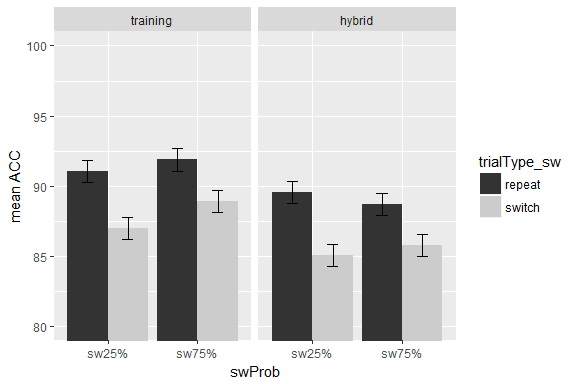 training hybrid
100
95
90
85
80
mean ACC
sw25% sw75% sw25% sw75%
swProb
trialType_sw
repeat
switch